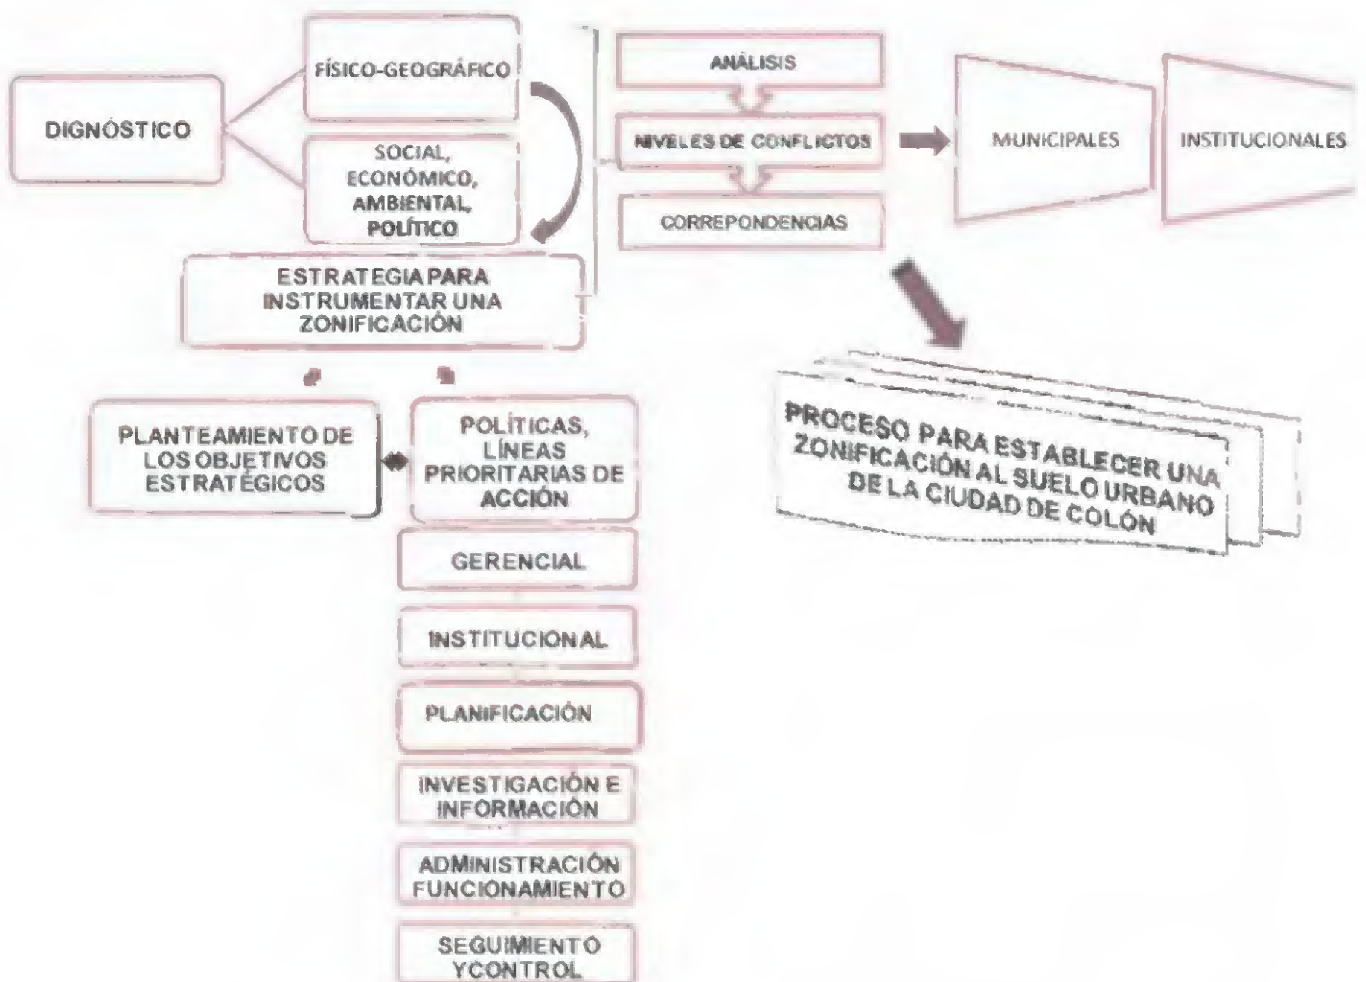 DIGNÓSTICO
FÍSICO-GEOGRÁFICO
SOCIAL,
ECONÓMICO,
AMBIENTAL,
POLÍTICO
ESTRATEGIA PARA
INSTRUMENTAR UNA
ZONIFICACIÓN
ANÁLISIS
NIVELES DE CONFLICTOS
CORREPONDENCIAS
MUNICIPALES
INSTITUCIONALES
PLANTEAMIENTO DE
LOS OBJETIVOS
ESTRATÉGICOS
POLÍTICAS,
LÍNEAS
PRIORITARIAS DE
ACCIÓN
PROCESO PARA ESTABLECER UNA
ZONIFICACIÓN AL SUELO URBANO
DE LA CIUDAD DE COLÓN
GERENCIAL
INSTITUCIONAL
PLANIFICACIÓN
INVESTIGACIÓN E
INFORMACIÓN
ADMINISTRACIÓN
FUNCIONAMIENTO
SEGUIMIENTO
YCONTROL